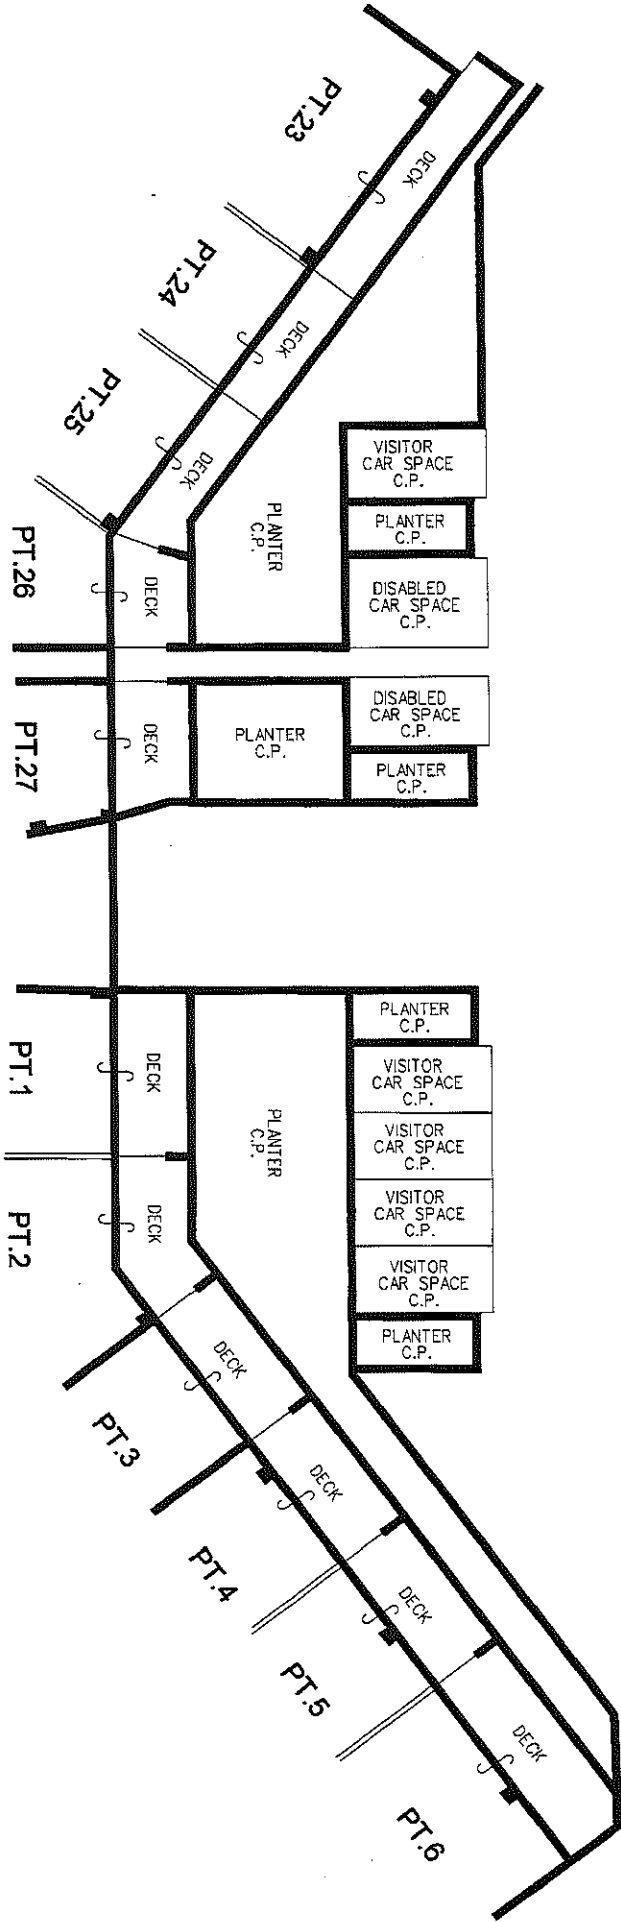 PT.23
DECK
PT.24
DECK
PT.25
DECK
VISITOR
CAR SPACE
C.P.
PLANTER
C.P.
PLANTER
C.P.
DISABLED
CAR SPACE
C.P.
PT.26
DECK
DISABLED
CAR SPACE
C.P.
PT.27
DECK
PLANTER
C.P.
PLANTER
C.P.
PLANTER
C.P.
PT.1
DECK
VISITOR
CAR SPACE
C.P.
PLANTER
C.P.
VISITOR
CAR SPACE
C.P.
VISITOR
CAR SPACE
C.P.
PT.2
DECK
VISITOR
CAR SPACE
C.P.
PLANTER
C.P.
DECK
PT.3
DECK
PT.4
DECK
PT.5
DECK
PT.6